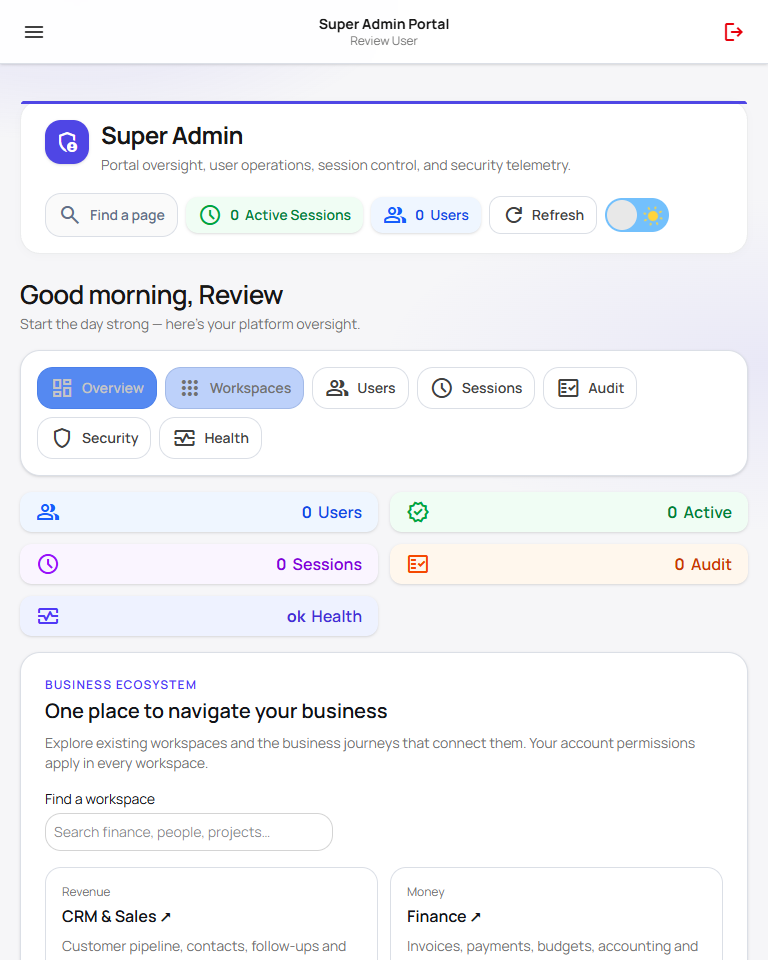 Super Admin Portal
Review User
Super Admin
Portal oversight, user operations, session control, and security telemetry.
Find a page
0 Active Sessions
0 Users
Refresh
Good morning, Review
Start the day strong — here's your platform oversight.
Overview
Workspaces
Users
Sessions
Audit
Security
Health
0 Users
0 Active
0 Sessions
0 Audit
ok Health
BUSINESS ECOSYSTEM
One place to navigate your business
Explore existing workspaces and the business journeys that connect them. Your account permissions
apply in every workspace.
Find a workspace
Search finance, people, projects...
Revenue
CRM & Sales ↗
Customer pipeline, contacts, follow-ups and
Money
Finance ↗
Invoices, payments, budgets, accounting and